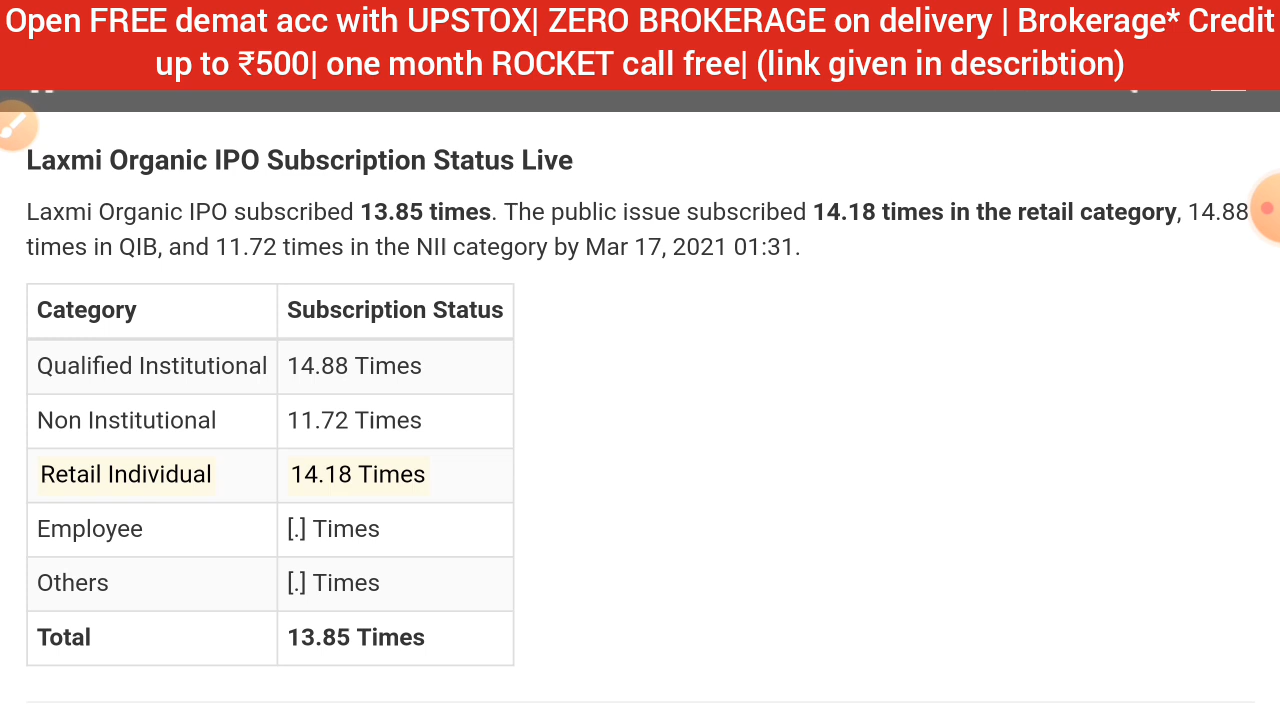 Open FREE demat acc with UPSTOX| ZERO BROKERAGE on delivery | Brokerage* Credit
up to ₹500| one month ROCKET call free| (link given in describtion)
Laxmi Organic IPO Subscription Status Live
Laxmi Organic IPO subscribed 13.85 times. The public issue subscribed 14.18 times in the retail category, 14.88
times in QIB, and 11.72 times in the NII category by Mar 17, 2021 01:31.
Category Subscription Status
Qualified Institutional 14.88 Times
Non Institutional 11.72 Times
Retail Individual 14.18 Times
Employee [.] Times
Others [.] Times
Total 13.85 Times